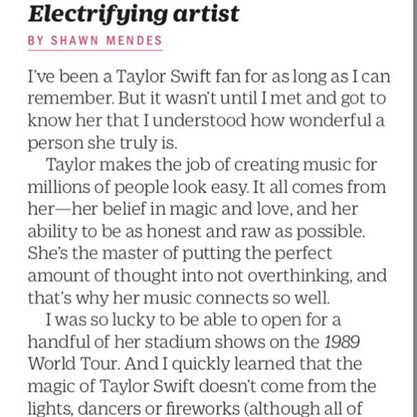 Electrifying artist
BY SHAWN MENDES
I've been a Taylor Swift fan for as long as I can
remember. But it wasn't until I met and got to
know her that I understood how wonderful a
person she truly is.
Taylor makes the job of creating music for
millions of people look easy. It all comes from
her—her belief in magic and love, and her
ability to be as honest and raw as possible.
She's the master of putting the perfect
amount of thought into not overthinking, and
that's why her music connects so well.
I was so lucky to be able to open for a
handful of her stadium shows on the 1989
World Tour. And I quickly learned that the
magic of Taylor Swift doesn't come from the
lights, dancers or fireworks (although all of